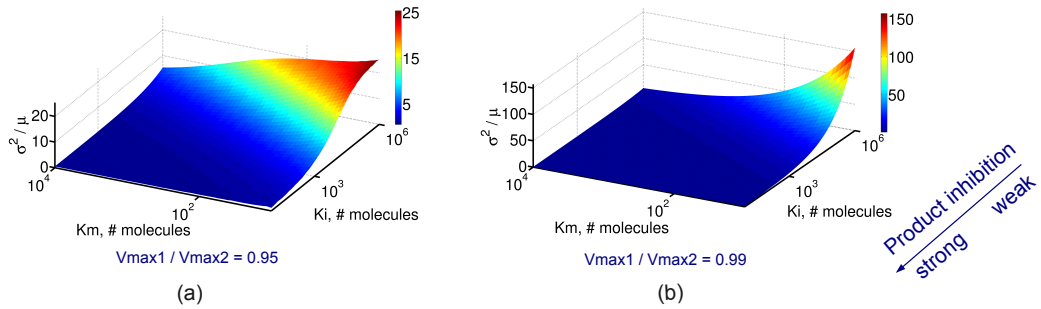 25
15
5
σ² / μ
20
10
0
10⁴
10²
10³
10⁶
Km, # molecules
Ki, # molecules
Vmax1 / Vmax2 = 0.95
(a)
150
100
50
σ² / μ
150
100
50
0
10⁴
10²
10³
10⁶
Km, # molecules
Ki, # molecules
Vmax1 / Vmax2 = 0.99
(b)
Product inhibition
strong weak